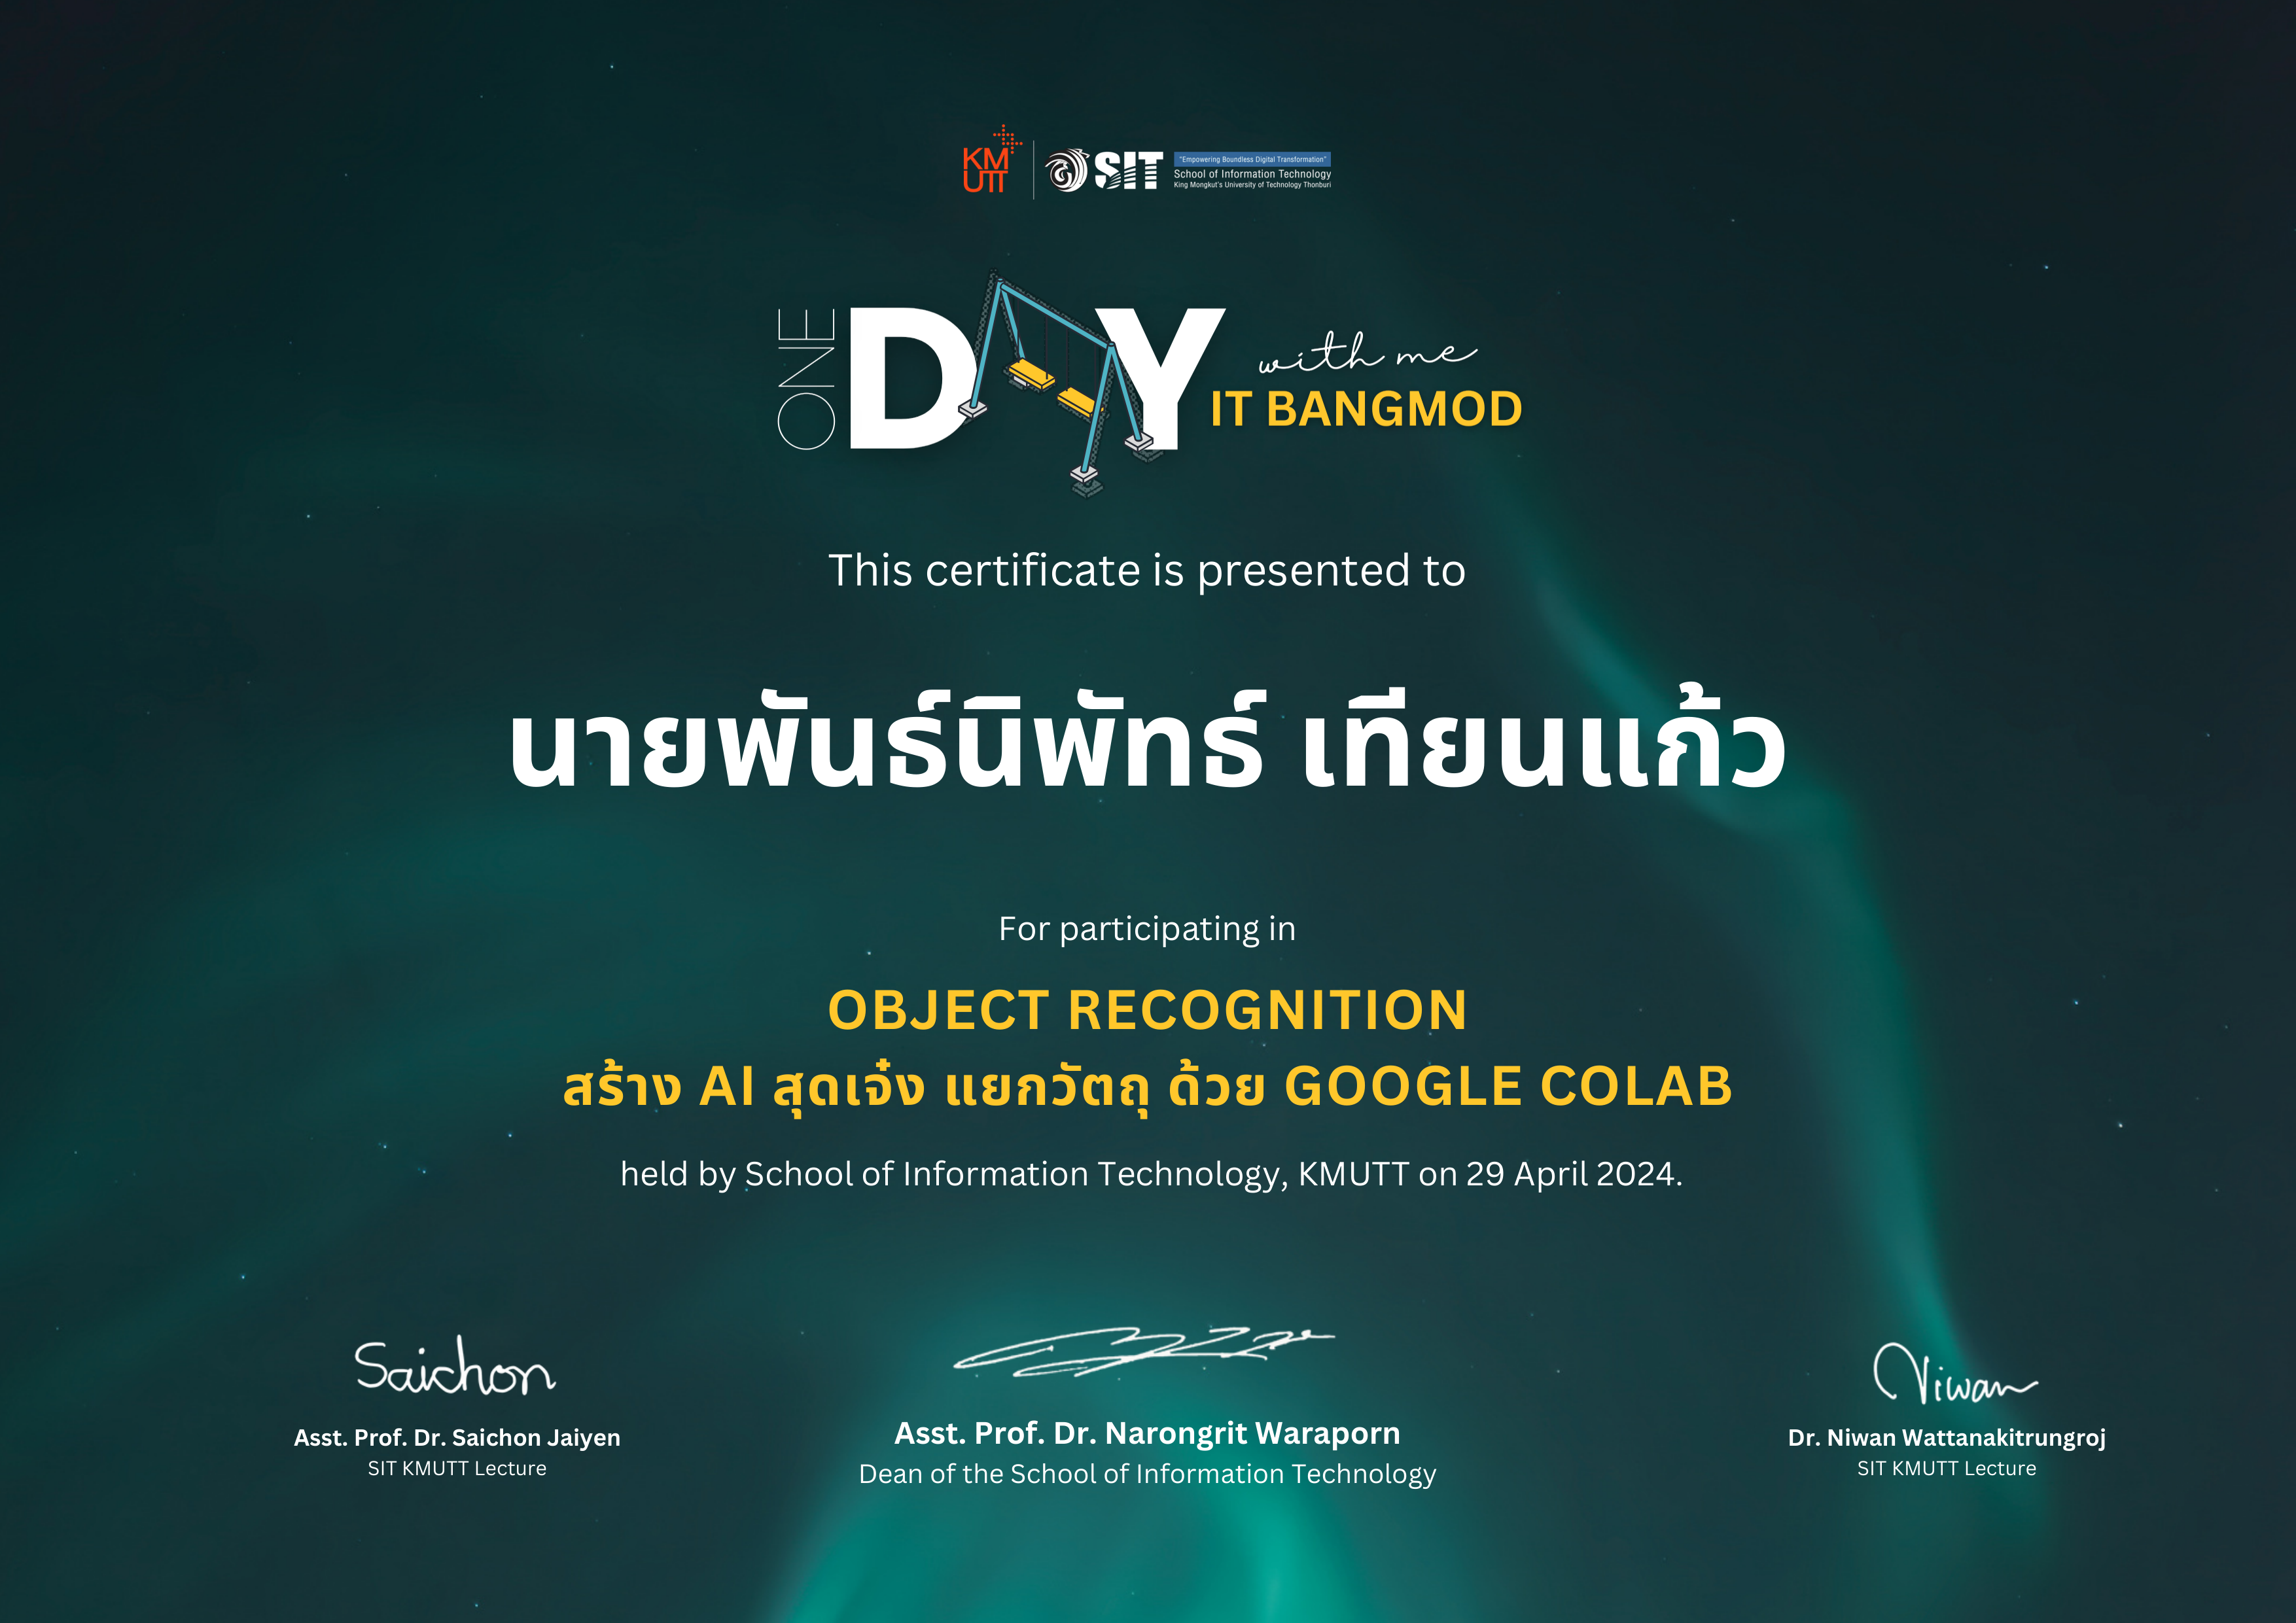 KMUTT
SIT
"Empowering Boundless Digital Transformation"
School of Information Technology
King Mongkut's University of Technology Thonburi
ONE DAY with me
IT BANGMOD
This certificate is presented to
นายพันธ์นิพัทธ์ เทียนแก้ว
For participating in
OBJECT RECOGNITION
สร้าง AI สุดเจ๋ง แยกวัตถุ ด้วย GOOGLE COLAB
held by School of Information Technology, KMUTT on 29 April 2024.
Saichon
Asst. Prof. Dr. Saichon Jaiyen
SIT KMUTT Lecture
Asst. Prof. Dr. Narongrit Waraporn
Dean of the School of Information Technology
Niwan
Dr. Niwan Wattanakitrungroj
SIT KMUTT Lecture